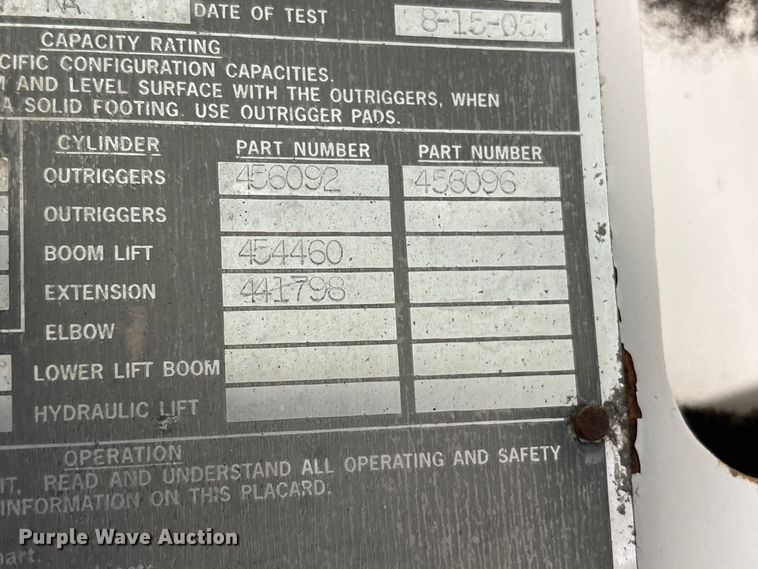 NA DATE OF TEST 8-15-05
CAPACITY RATING
CIFIC CONFIGURATION CAPACITIES.
M AND LEVEL SURFACE WITH THE OUTRIGGERS, WHEN
A SOLID FOOTING. USE OUTRIGGER PADS.
CYLINDER PART NUMBER PART NUMBER
OUTRIGGERS 456092 456096
OUTRIGGERS
BOOM LIFT 454460
EXTENSION 441798
ELBOW
LOWER LIFT BOOM
HYDRAULIC LIFT
OPERATION
IT. READ AND UNDERSTAND ALL OPERATING AND SAFETY
INFORMATION ON THIS PLACARD.
Purple Wave Auction
hart.